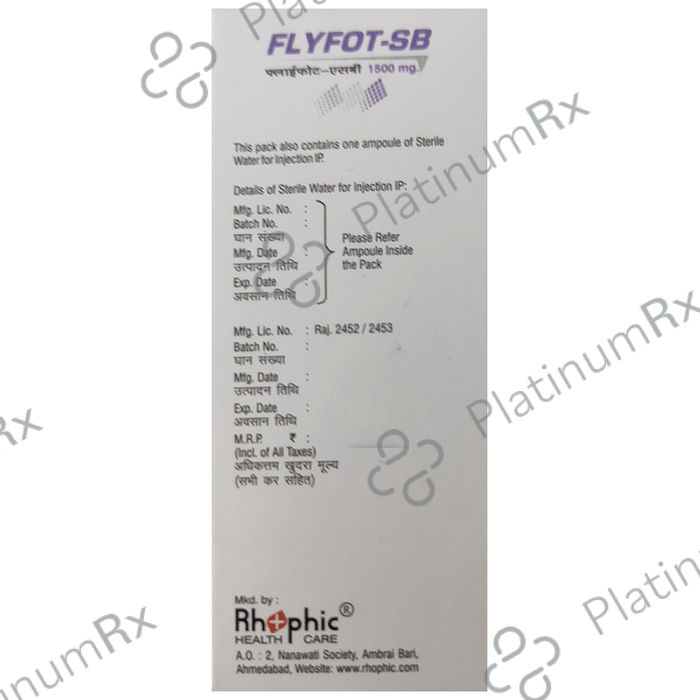 FLYFOT-SB
फ्लाईफोट-एसबी 1500 mg.
This pack also contains one ampoule of Sterile
Water for Injection IP.
Details of Sterile Water for Injection IP:
Mfg. Lic. No. :
Batch No. :
घान संख्या
Mfg. Date :
उत्पादन तिथि
Exp. Date :
अवसान तिथि
Please Refer
Ampoule Inside
the Pack
Mfg. Lic. No. : Raj. 2452 / 2453
Batch No. :
घान संख्या
Mfg. Date :
उत्पादन तिथि
Exp. Date :
अवसान तिथि
M.R.P. ₹ :
(Incl. of All Taxes)
अधिकतम खुदरा मूल्य
(सभी कर सहित)
Mkd. by :
Rhophic®
HEALTH CARE
A.O. : 2, Nanawati Society, Ambrai Bari,
Ahmedabad, Website: www.rhophic.com
PlatinumRx
PlatinumRx
PlatinumRx
PlatinumRx
Rx